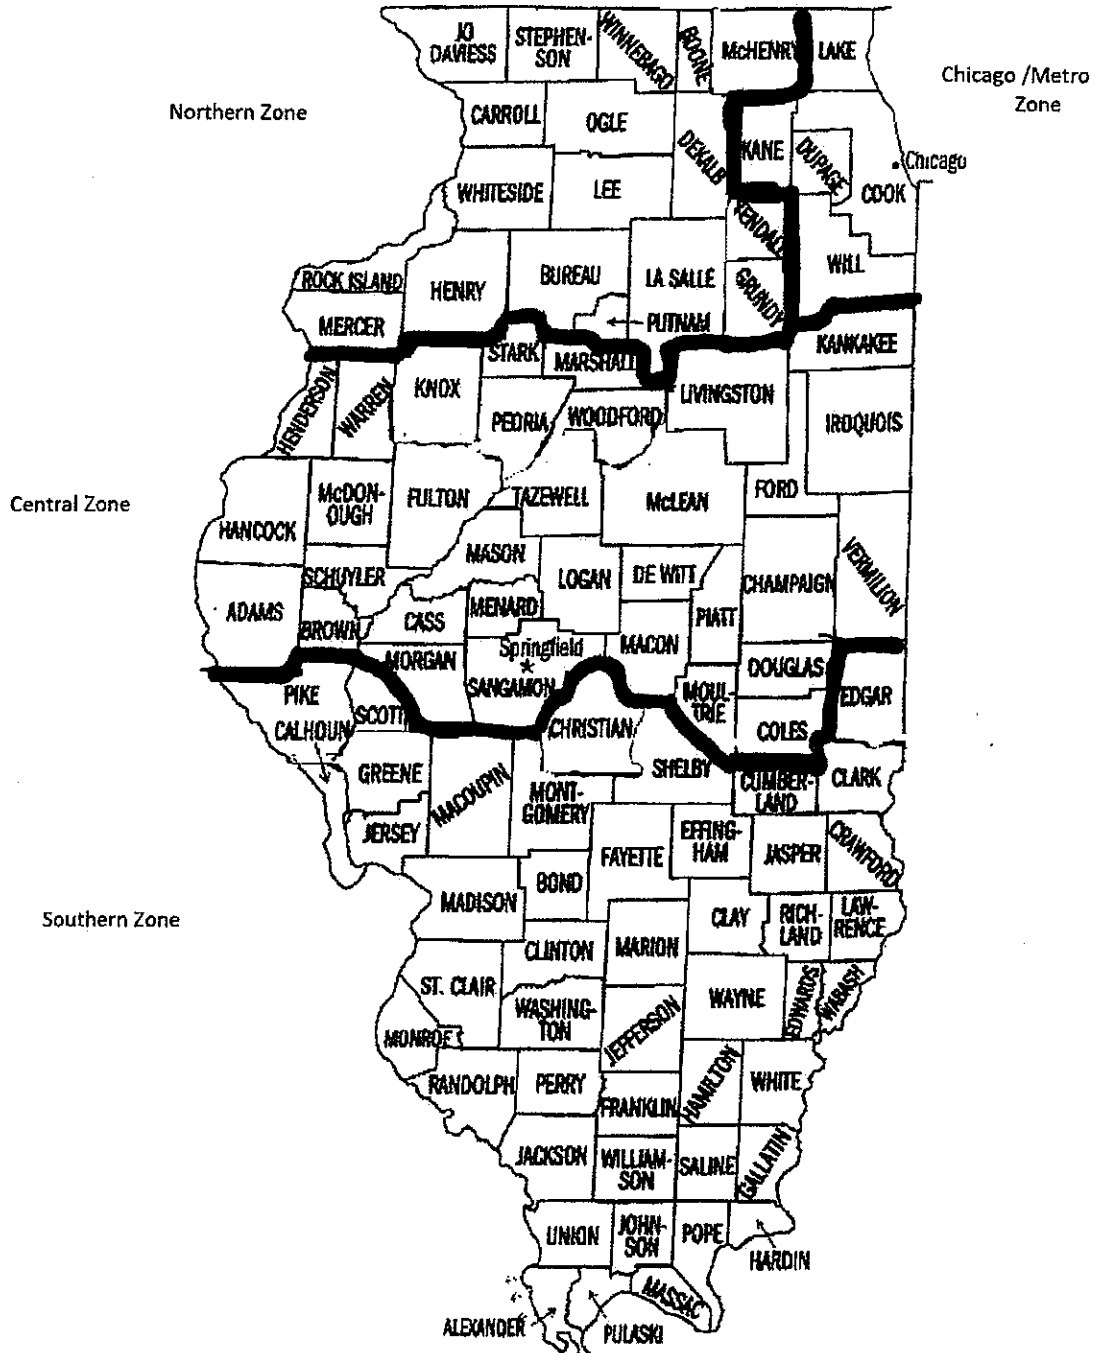 JO
DAVIESS
STEPHEN-
SON
WINNEBAGO
BOONE
McHENRY
LAKE
Chicago /Metro
Zone
Northern Zone
CARROLL
OGLE
DEKALB
KANE
DUPAGE
Chicago
COOK
WHITESIDE
LEE
KENDALL
WILL
ROCK ISLAND
HENRY
BUREAU
LA SALLE
GRUNDY
MERCER
PUTNAM
STARK
MARSHALL
KANKAKEE
HENDERSON
WARREN
KNOX
PEORIA
WOODFORD
LIVINGSTON
IROQUOIS
Central Zone
HANCOCK
McDON-
OUGH
FULTON
TAZEWELL
McLEAN
FORD
MASON
SCHUYLER
LOGAN
DE WITT
CHAMPAIGN
VERMILION
ADAMS
BROWN
CASS
MENARD
PIATT
MORGAN
Springfield
SANGAMON
MACON
DOUGLAS
PIKE
SCOTT
CHRISTIAN
MOUL-
TRIE
COLES
EDGAR
CALHOUN
GREENE
MACOUPIN
MONT-
GOMERY
SHELBY
CUMBER-
LAND
CLARK
JERSEY
FAYETTE
EFFING-
HAM
JASPER
CRAWFORD
BOND
MADISON
Southern Zone
CLAY
RICH-
LAND
LAW-
RENCE
CLINTON
MARION
ST. CLAIR
WASHING-
TON
WAYNE
EDWARDS
WABASH
MONROE
JEFFERSON
RANDOLPH
PERRY
FRANKLIN
HAMILTON
WHITE
JACKSON
WILLIAM-
SON
SALINE
GALLATIN
UNION
JOHN-
SON
POPE
HARDIN
MASSAC
ALEXANDER
PULASKI